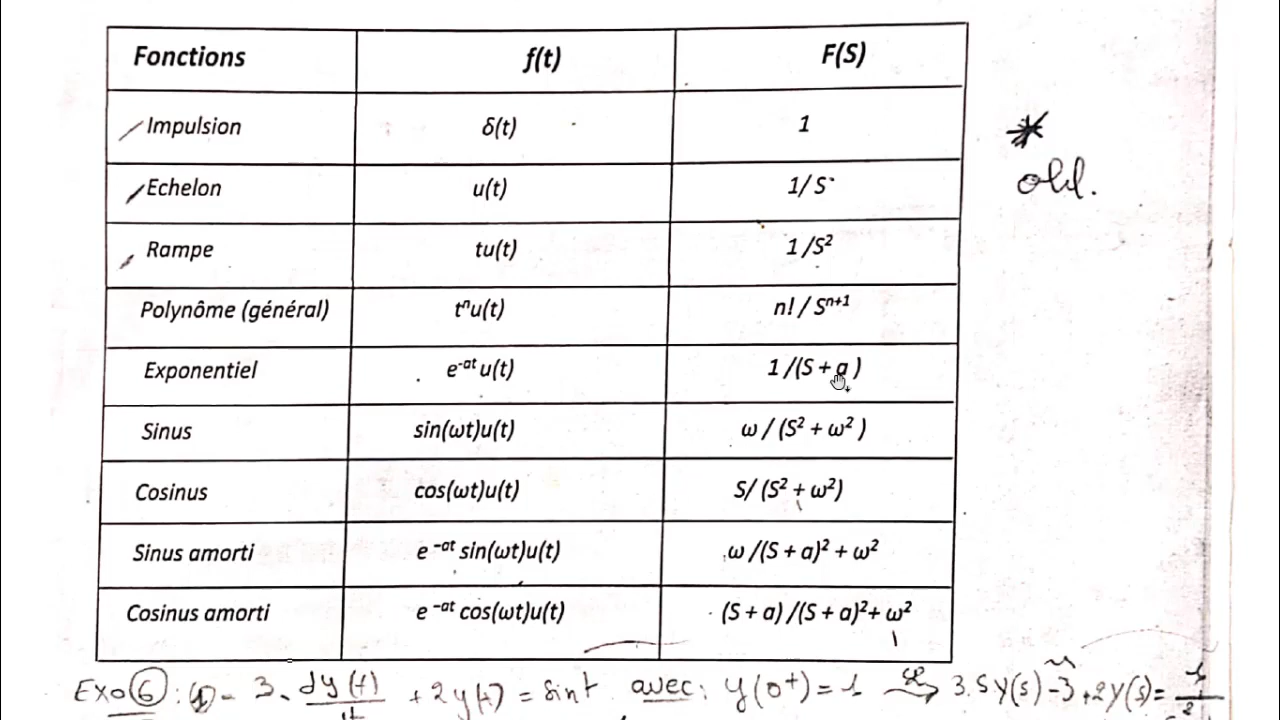 Fonctions f(t) F(S)
Impulsion δ(t) 1
Echelon u(t) 1/S
Rampe tu(t) 1/S²
Polynôme (général) tⁿu(t) n!/Sⁿ⁺¹
Exponentiel e⁻ᵃᵗu(t) 1/(S + a)
Sinus sin(ωt)u(t) ω/(S² + ω²)
Cosinus cos(ωt)u(t) S/(S² + ω²)
Sinus amorti e⁻ᵃᵗ sin(ωt)u(t) ω/(S + a)² + ω²
Cosinus amorti e⁻ᵃᵗ cos(ωt)u(t) (S + a)/(S + a)²+ ω²
Exo 6 : 3. dy(t) + 2y(t) = sint avec: y(0⁺) = 1 3.SY(s) - 3 + 2Y(s) =